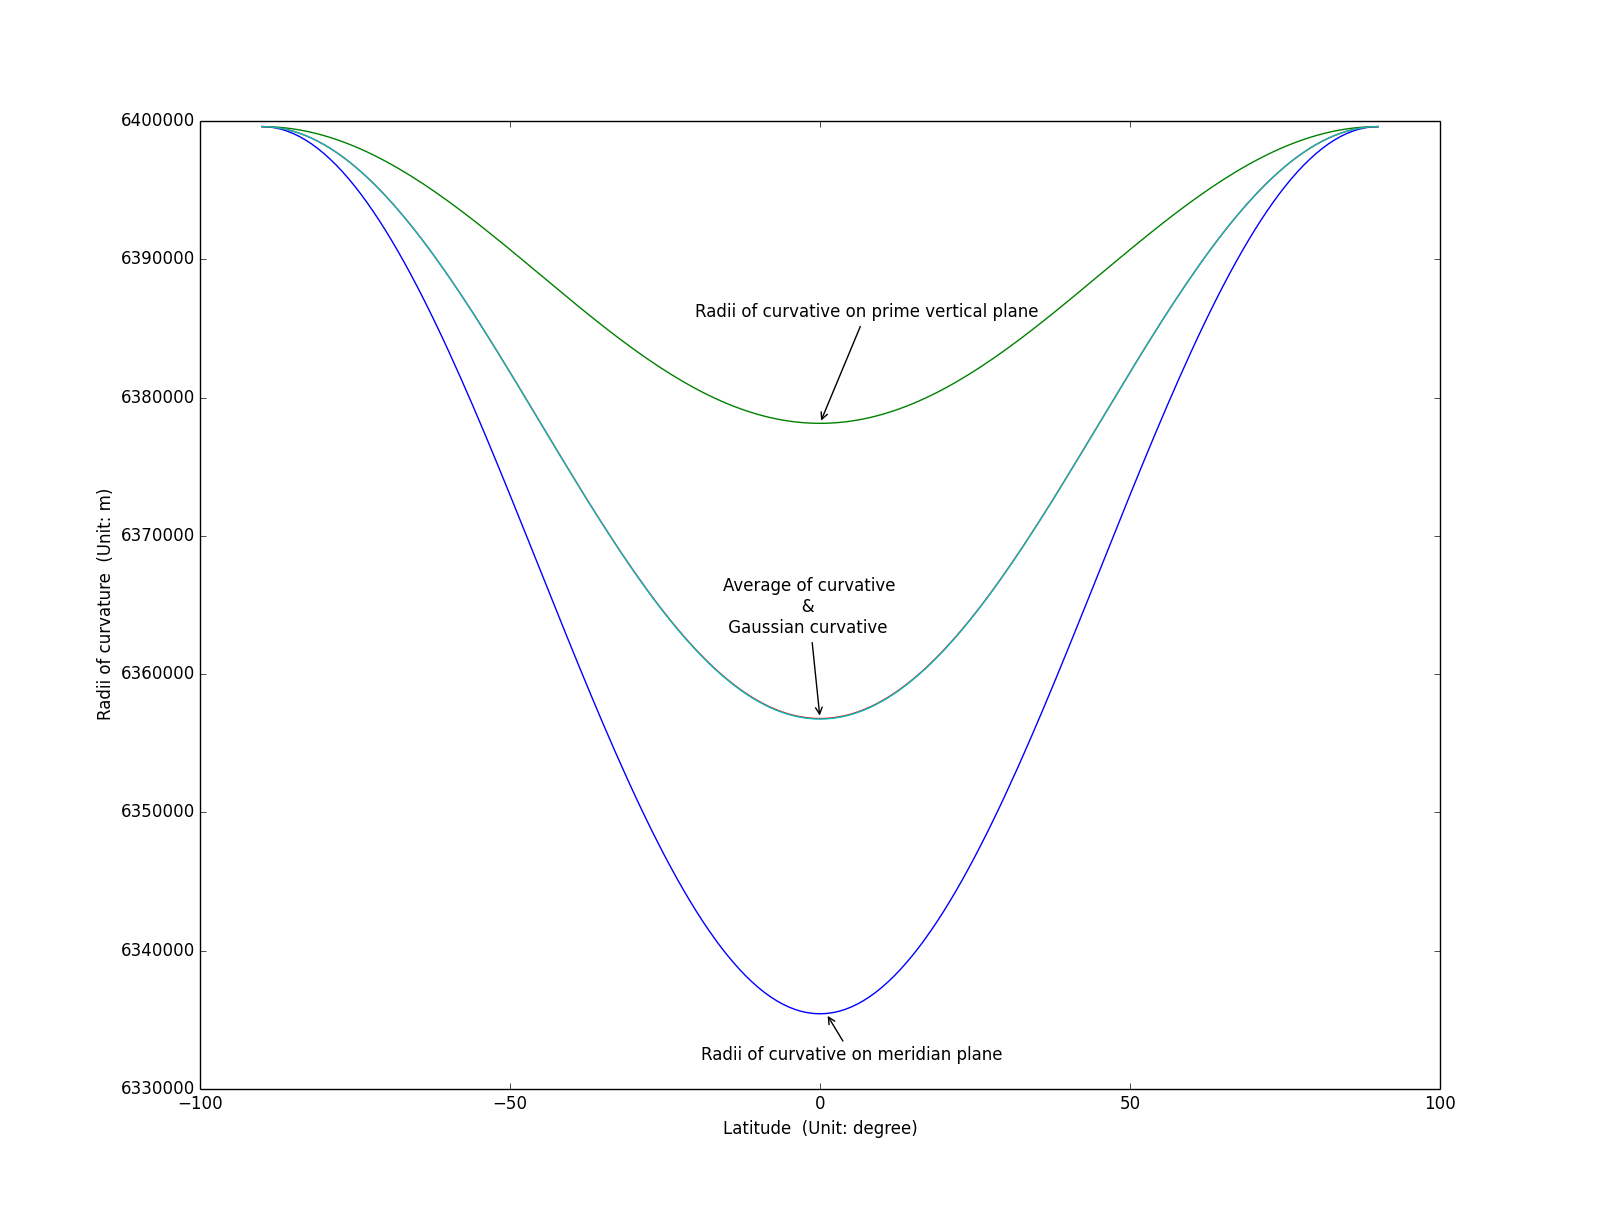 6400000
6390000
Radii of curvative on prime vertical plane
6380000
6370000
Radii of curvature  (Unit: m)
Average of curvative
&
Gaussian curvative
6360000
6350000
6340000
Radii of curvative on meridian plane
6330000
−100 −50 0 50 100
Latitude  (Unit: degree)